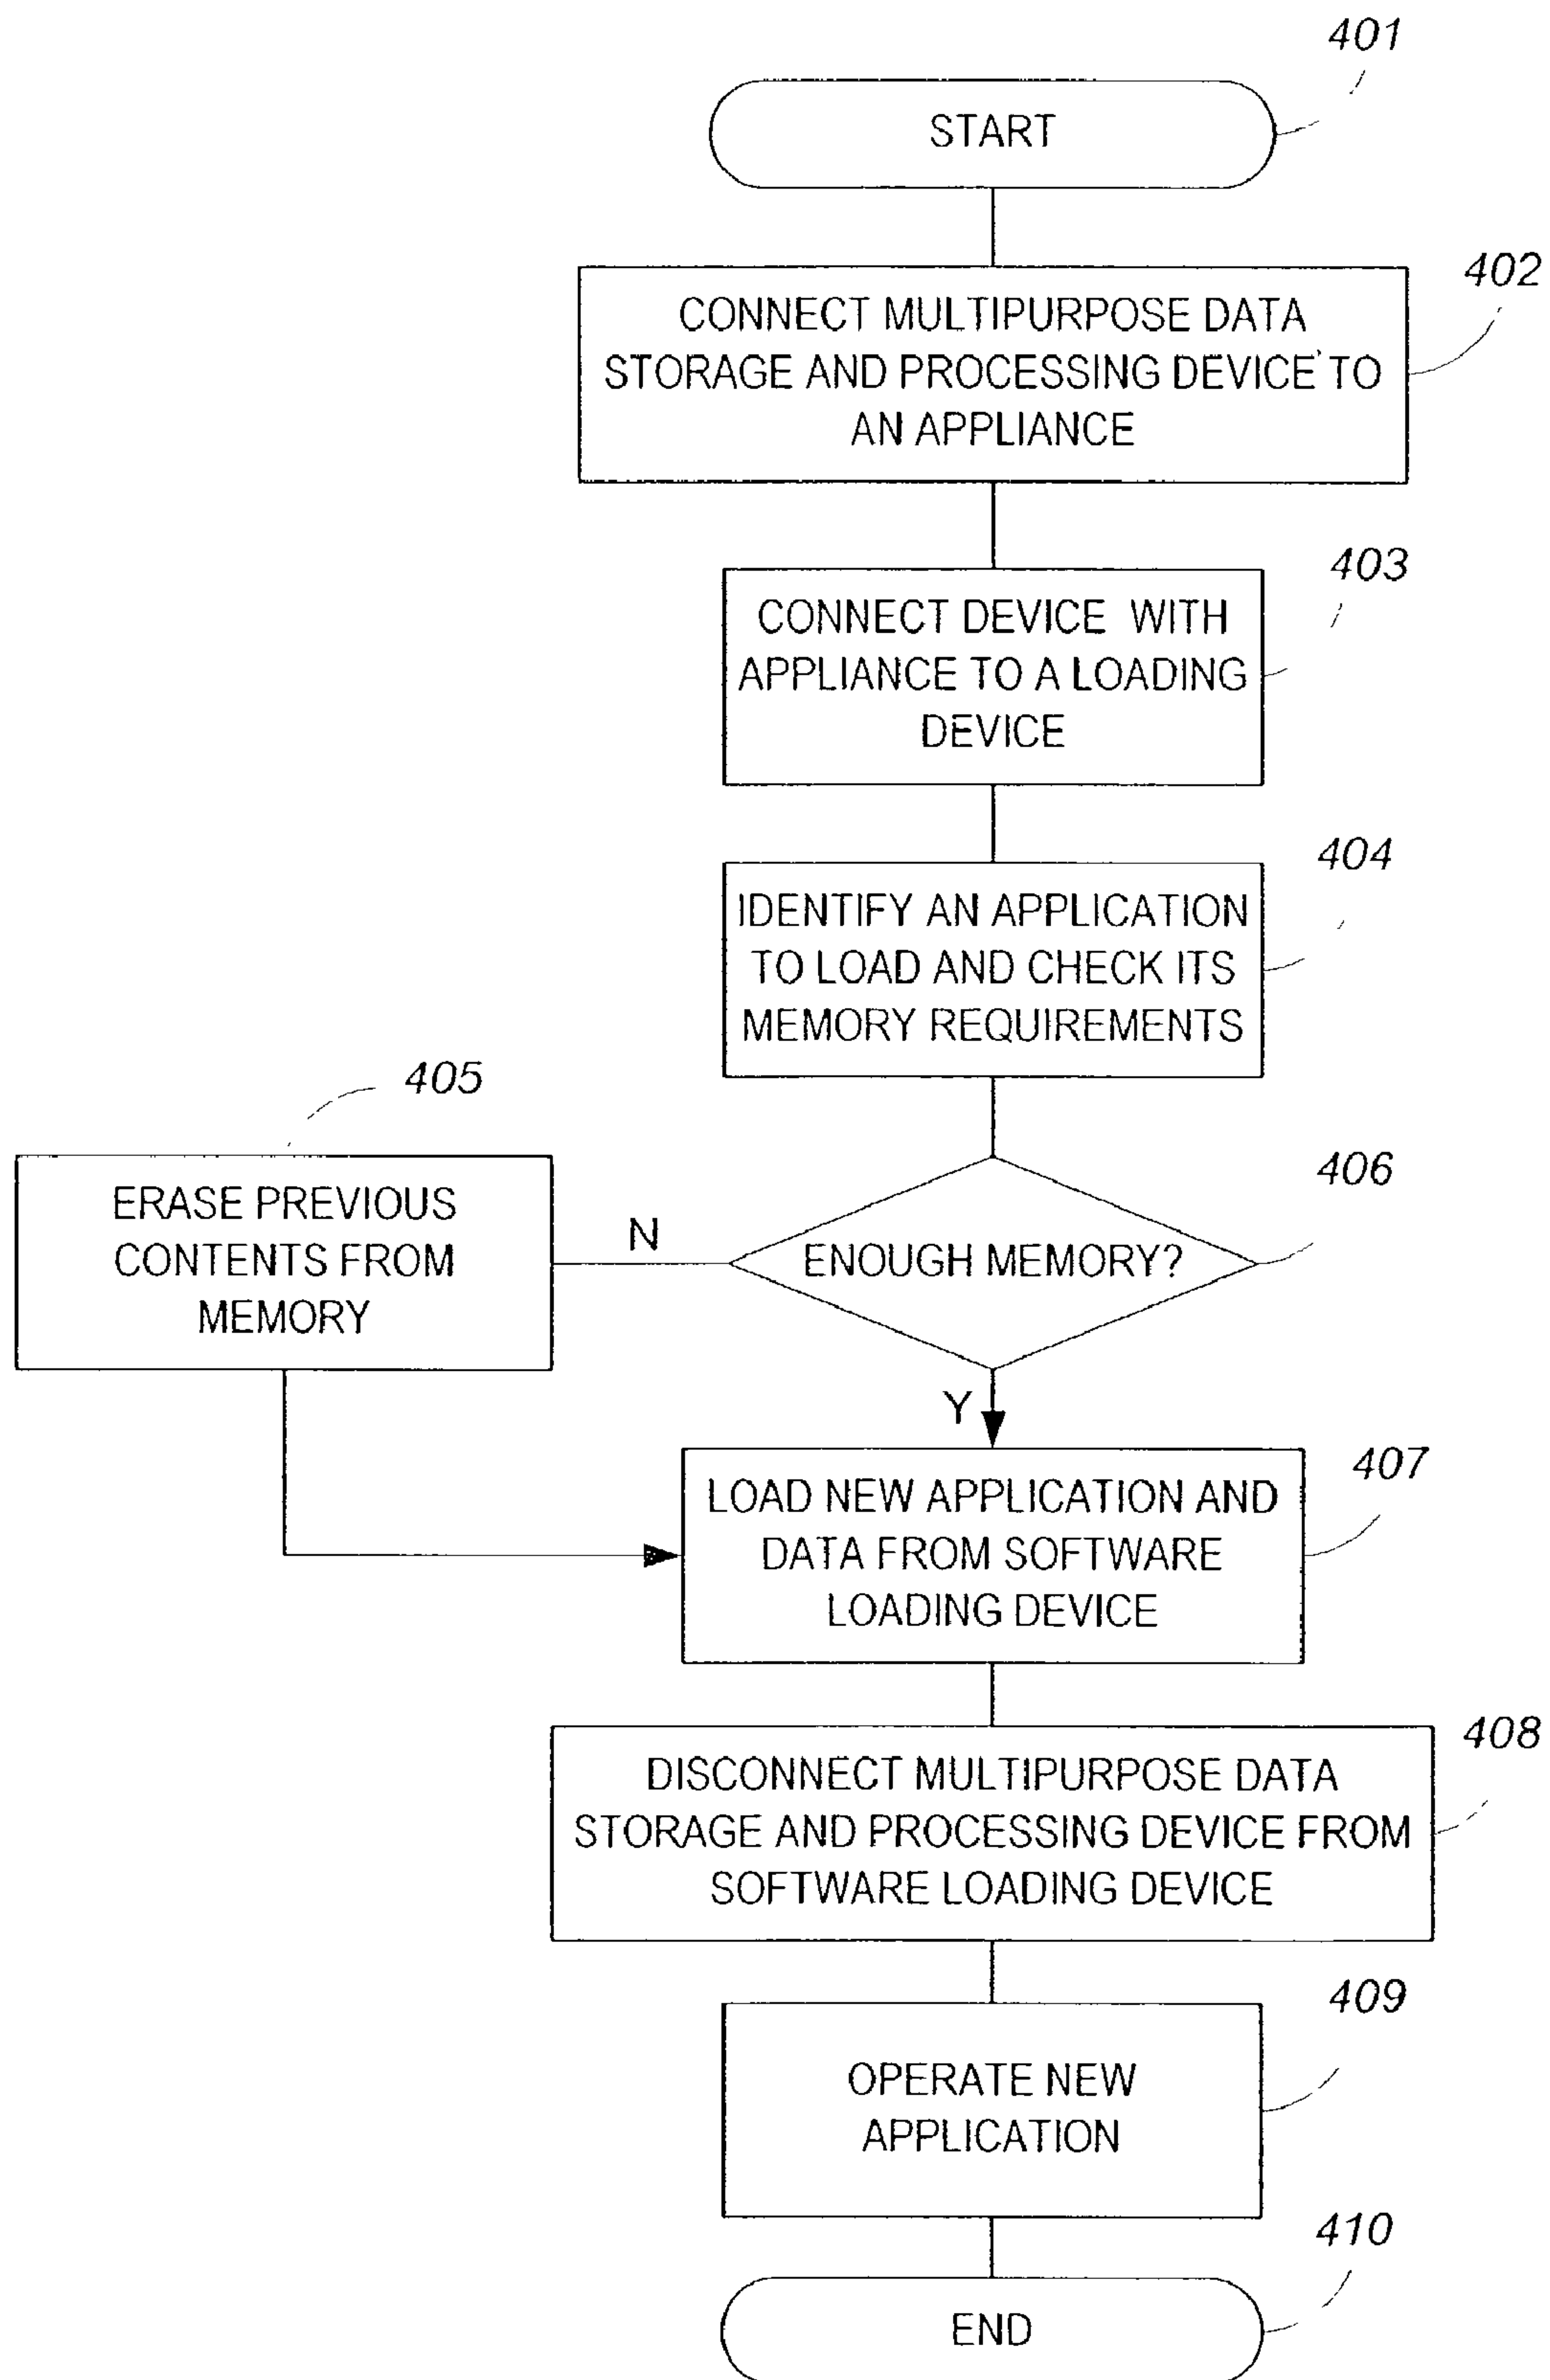 401
START
402
CONNECT MULTIPURPOSE DATA
STORAGE AND PROCESSING DEVICE TO
AN APPLIANCE
403
CONNECT DEVICE WITH
APPLIANCE TO A LOADING
DEVICE
404
IDENTIFY AN APPLICATION
TO LOAD AND CHECK ITS
MEMORY REQUIREMENTS
405
ERASE PREVIOUS
CONTENTS FROM
MEMORY
N
406
ENOUGH MEMORY?
Y
407
LOAD NEW APPLICATION AND
DATA FROM SOFTWARE
LOADING DEVICE
408
DISCONNECT MULTIPURPOSE DATA
STORAGE AND PROCESSING DEVICE FROM
SOFTWARE LOADING DEVICE
409
OPERATE NEW
APPLICATION
410
END